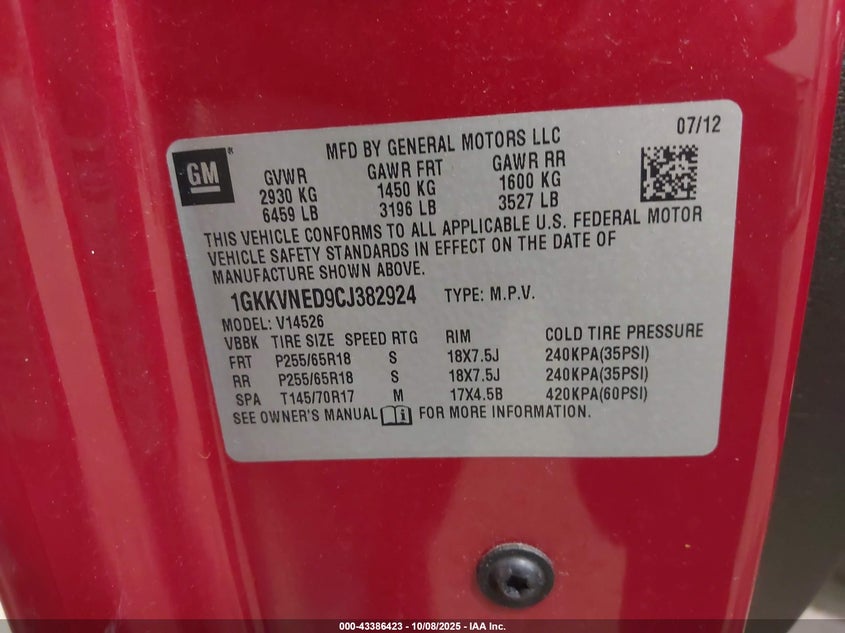 07/12
MFD BY GENERAL MOTORS LLC
GM®
GVWR GAWR FRT GAWR RR
2930 KG 1450 KG 1600 KG
6459 LB 3196 LB 3527 LB
THIS VEHICLE CONFORMS TO ALL APPLICABLE U.S. FEDERAL MOTOR
VEHICLE SAFETY STANDARDS IN EFFECT ON THE DATE OF
MANUFACTURE SHOWN ABOVE.
1GKKVNED9CJ382924 TYPE: M.P.V.
MODEL: V14526
VBBK TIRE SIZE SPEED RTG RIM COLD TIRE PRESSURE
FRT P255/65R18 S 18X7.5J 240KPA(35PSI)
RR P255/65R18 S 18X7.5J 240KPA(35PSI)
SPA T145/70R17 M 17X4.5B 420KPA(60PSI)
SEE OWNER'S MANUAL FOR MORE INFORMATION.
000-43386423 - 10/08/2025 - IAA Inc.